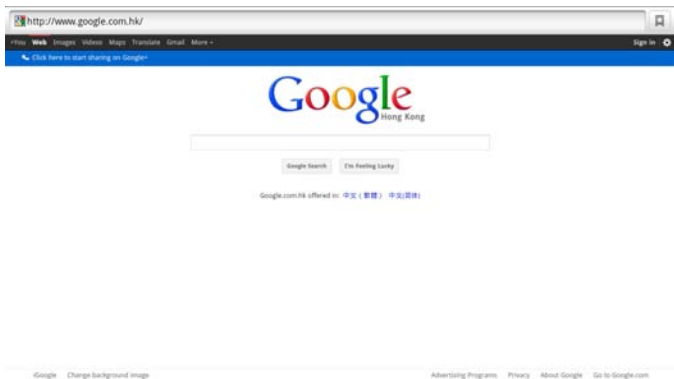 http://www.google.com.hk/
+You Web Images Videos Maps Translate Gmail More Sign in
Click here to start sharing on Google+
Google
Hong Kong
Google Search I'm Feeling Lucky
Google.com.hk offered in: 中文 ( 繁體 ) 中文(简体)
iGoogle Change background image Advertising Programs Privacy About Google Go to Google.com